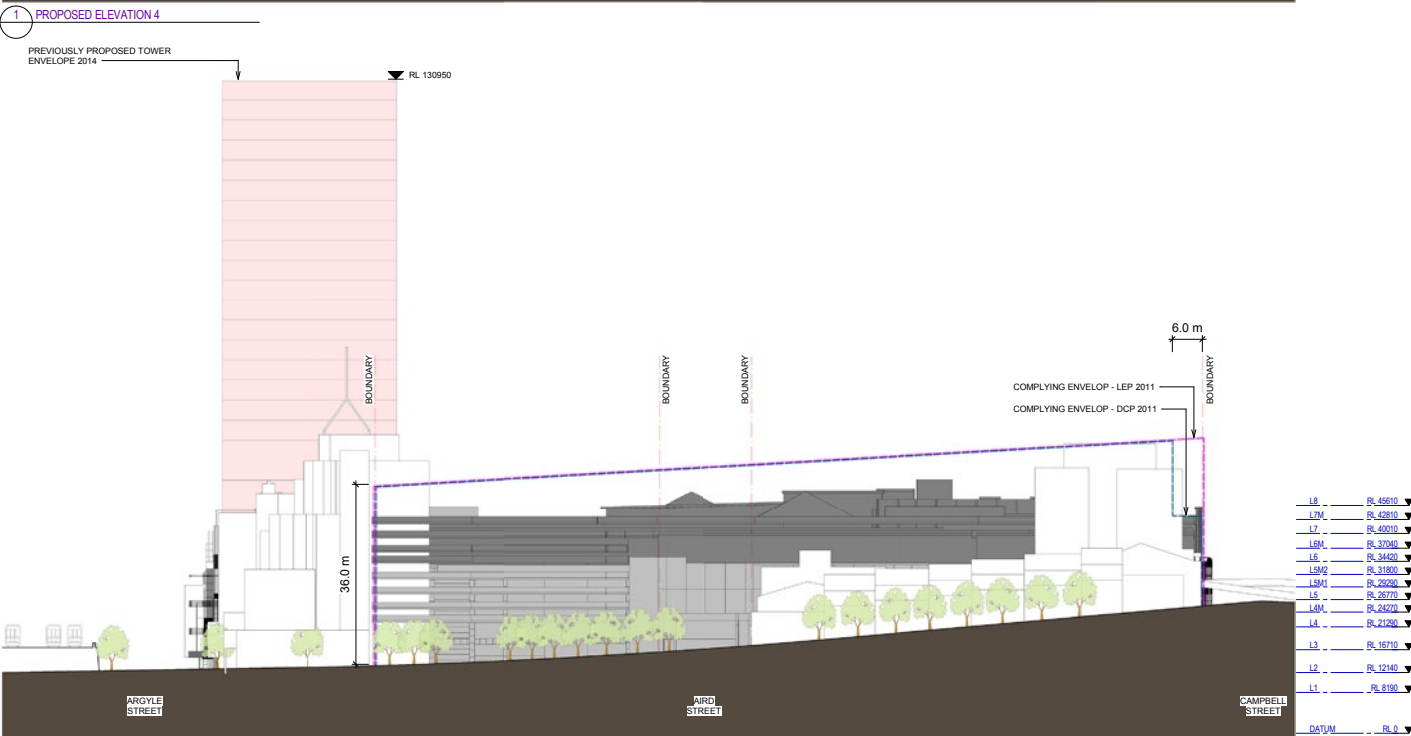 1 PROPOSED ELEVATION 4
PREVIOUSLY PROPOSED TOWER
ENVELOPE 2014
RL 130950
6.0 m
BOUNDARY
BOUNDARY
BOUNDARY
BOUNDARY
COMPLYING ENVELOP - LEP 2011
COMPLYING ENVELOP - DCP 2011
36.0 m
L8 RL 45610
L7M RL 42810
L7 RL 40010
L6M RL 37040
L6 RL 34420
L5M2 RL 31800
L5M1 RL 29290
L5 RL 26770
L4M RL 24270
L4 RL 21290
L3 RL 16710
L2 RL 12140
L1 RL 8190
DATUM RL 0
ARGYLE
STREET
AIRD
STREET
CAMPBELL
STREET